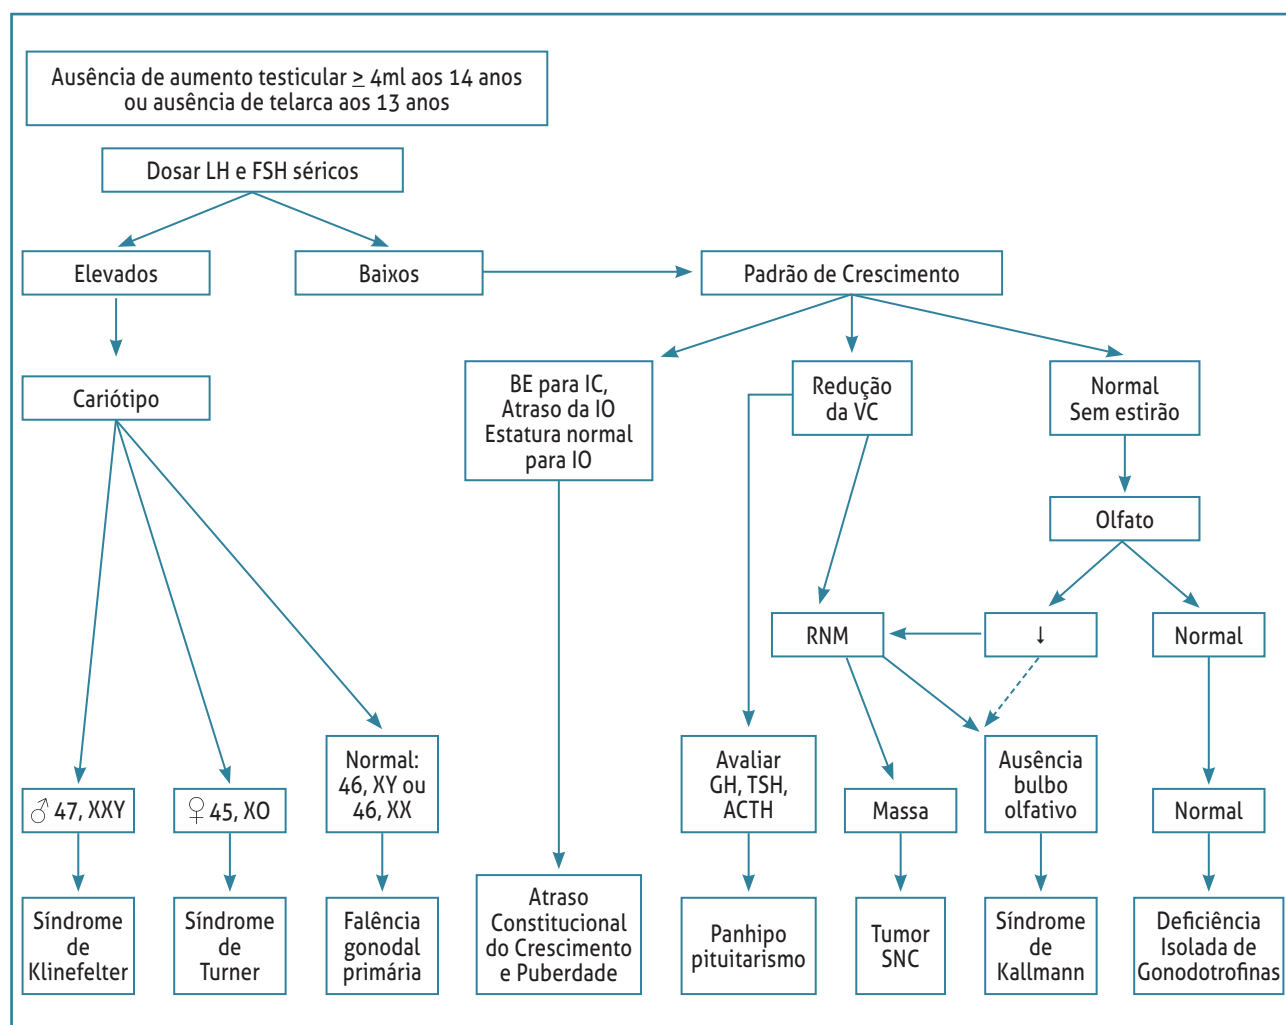 Ausência de aumento testicular ≥ 4ml aos 14 anos
ou ausência de telarca aos 13 anos
Dosar LH e FSH séricos
Elevados
Baixos
Padrão de Crescimento
Cariótipo
BE para IC,
Atraso da IO
Estatura normal
para IO
Redução
da VC
Normal
Sem estirão
Olfato
RNM
↓
Normal
♂ 47, XXY
♀ 45, XO
Normal:
46, XY ou
46, XX
Avaliar
GH, TSH,
ACTH
Massa
Ausência
bulbo
olfativo
Normal
Síndrome
de
Klinefelter
Síndrome
de
Turner
Falência
gonodal
primária
Atraso
Constitucional
do Crescimento
e Puberdade
Panhipo
pituitarismo
Tumor
SNC
Síndrome
de
Kallmann
Deficiência
Isolada de
Gonodotrofinas